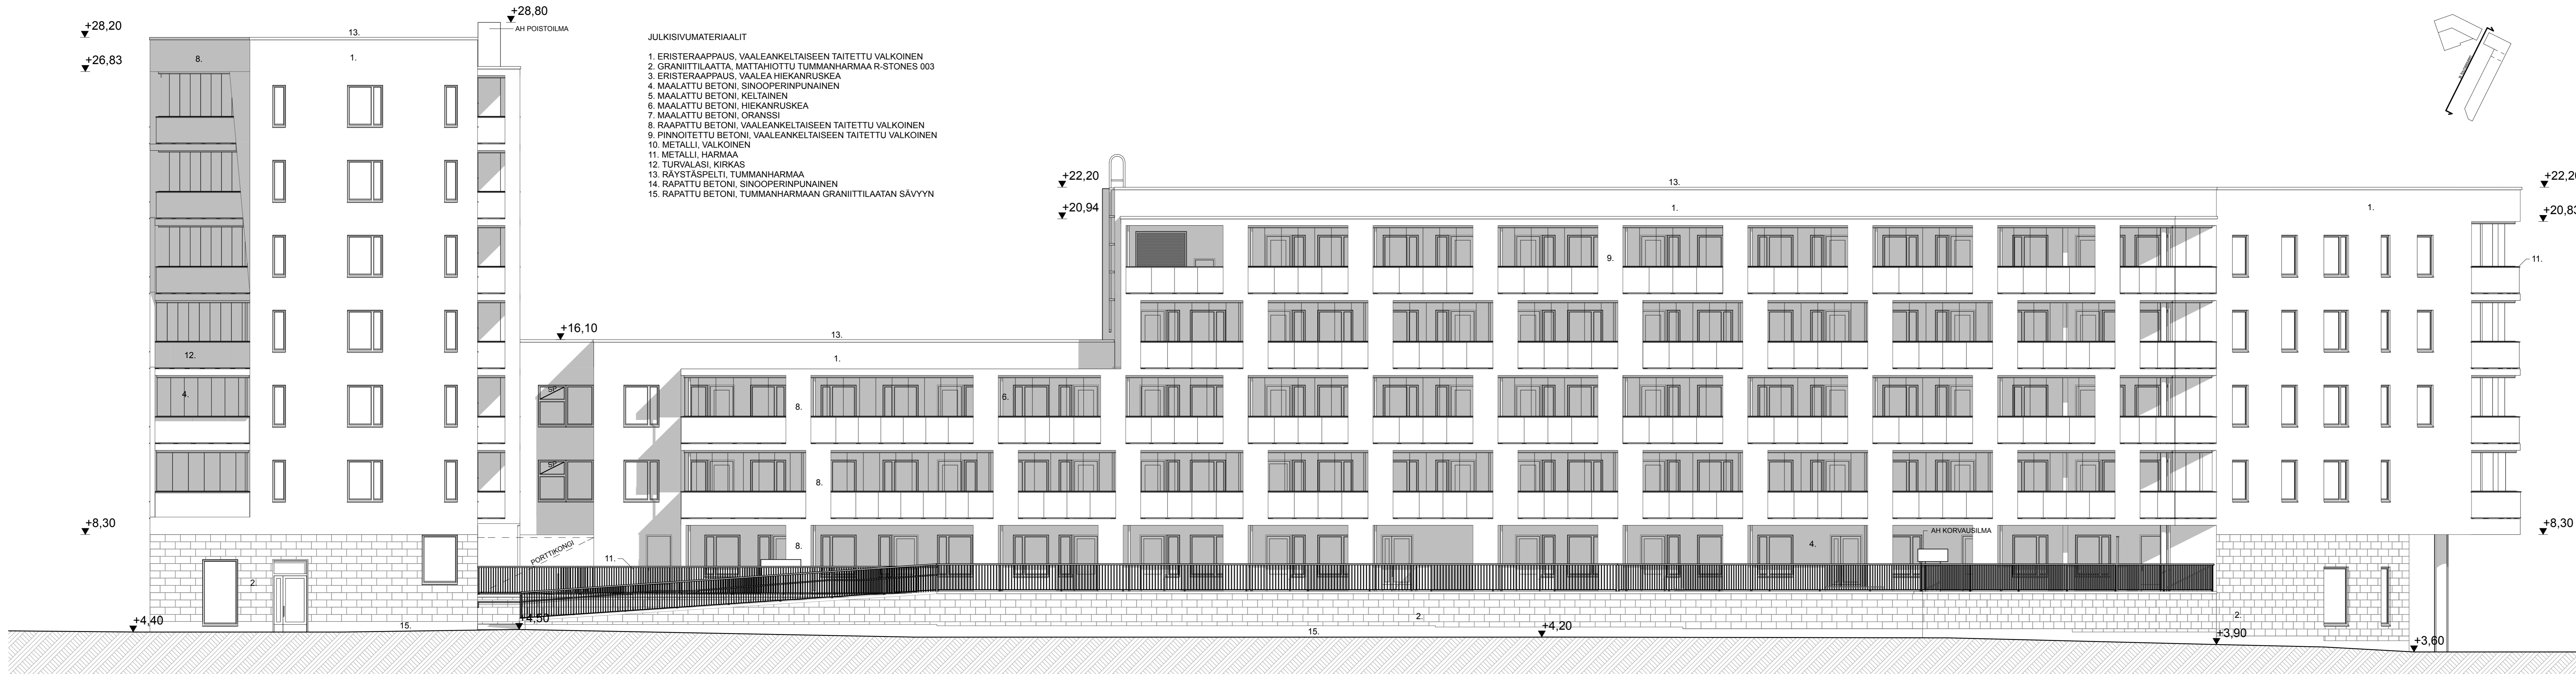 +28,20
+26,83
13.
8.
1.
+28,80
AH POISTOILMA
JULKISIVUMATERIAALIT
1. ERISTERAAPPAUS, VAALEANKELTAISEEN TAITETTU VALKOINEN
2. GRANIITTILAATTA, MATTAHIOTTU TUMMANHARMAA R-STONES 003
3. ERISTERAAPPAUS, VAALEA HIEKANRUSKEA
4. MAALATTU BETONI, SINOOPERINPUNAINEN
5. MAALATTU BETONI, KELTAINEN
6. MAALATTU BETONI, HIEKANRUSKEA
7. MAALATTU BETONI, ORANSSI
8. RAAPATTU BETONI, VAALEANKELTAISEEN TAITETTU VALKOINEN
9. PINNOITETTU BETONI, VAALEANKELTAISEEN TAITETTU VALKOINEN
10. METALLI, VALKOINEN
11. METALLI, HARMAA
12. TURVALASI, KIRKAS
13. RÄYSTÄSPELTI, TUMMANHARMAA
14. RAPATTU BETONI, SINOOPERINPUNAINEN
15. RAPATTU BETONI, TUMMANHARMAAN GRANIITTILAATAN SÄVYYN
+22,20
+20,94
13.
1.
1.
+22,20
+20,83
9.
11.
+16,10
13.
1.
12.
4.
SP
6.
8.
SP
8.
+8,30
8.
4.
AH KORVAUSILMA
+8,30
PORTTIKONGI
11.
2.
2.
2.
+4,40
15.
+4,50
15.
+4,20
+3,90
+3,60